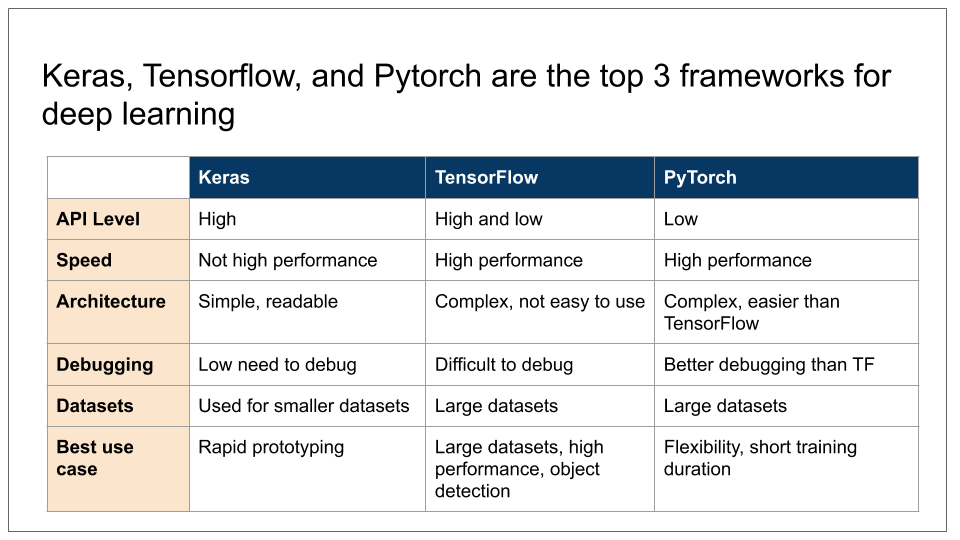 Keras, Tensorflow, and Pytorch are the top 3 frameworks for
deep learning
Keras TensorFlow PyTorch
API Level High High and low Low
Speed Not high performance High performance High performance
Architecture Simple, readable Complex, not easy to use Complex, easier than
TensorFlow
Debugging Low need to debug Difficult to debug Better debugging than TF
Datasets Used for smaller datasets Large datasets Large datasets
Best use Rapid prototyping Large datasets, high Flexibility, short training
case performance, object duration
detection